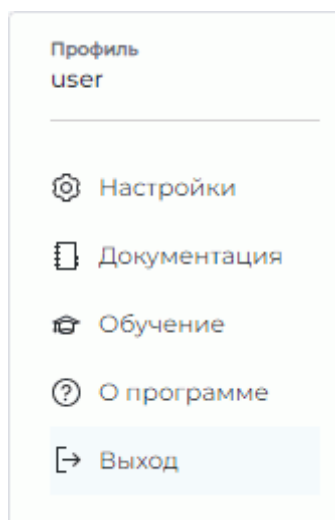 Профиль
user
Настройки
Документация
Обучение
О программе
Выход